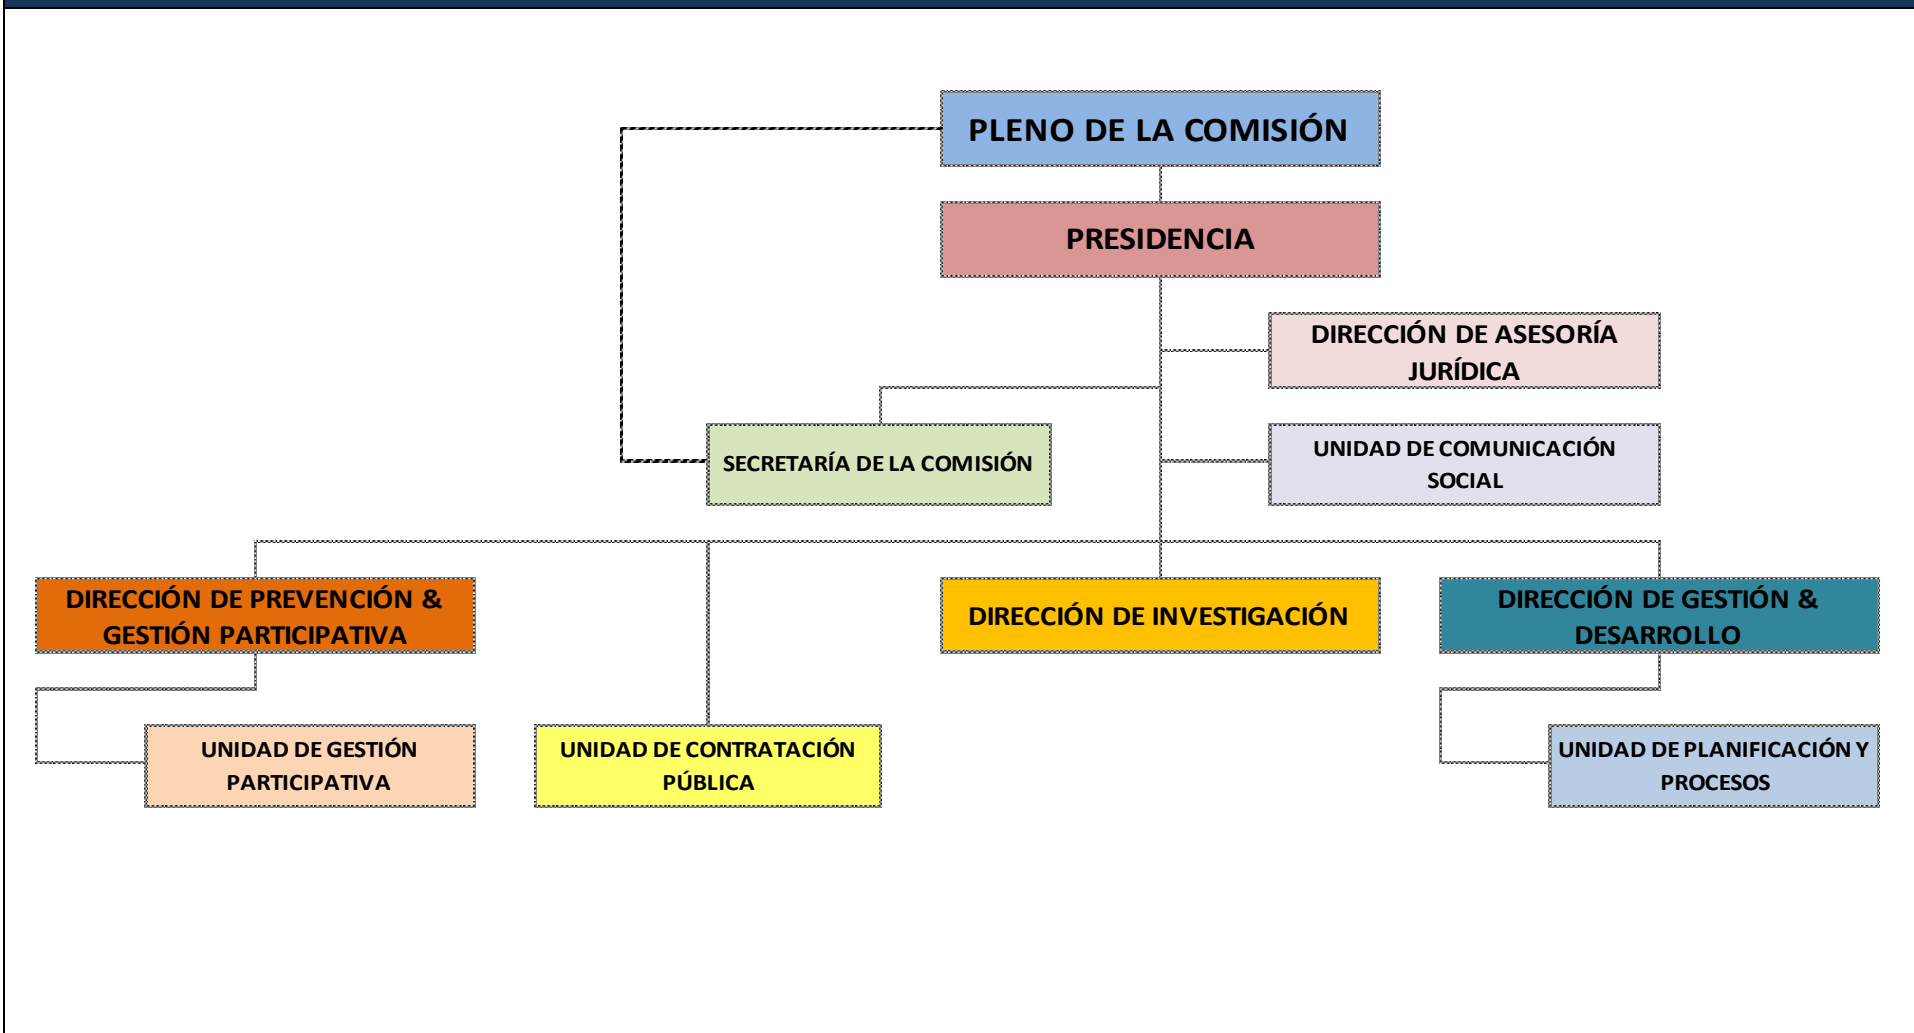 PLENO DE LA COMISIÓN
PRESIDENCIA
DIRECCIÓN DE ASESORÍA
JURÍDICA
SECRETARÍA DE LA COMISIÓN
UNIDAD DE COMUNICACIÓN
SOCIAL
DIRECCIÓN DE PREVENCIÓN &
GESTIÓN PARTICIPATIVA
DIRECCIÓN DE INVESTIGACIÓN
DIRECCIÓN DE GESTIÓN &
DESARROLLO
UNIDAD DE GESTIÓN
PARTICIPATIVA
UNIDAD DE CONTRATACIÓN
PÚBLICA
UNIDAD DE PLANIFICACIÓN Y
PROCESOS